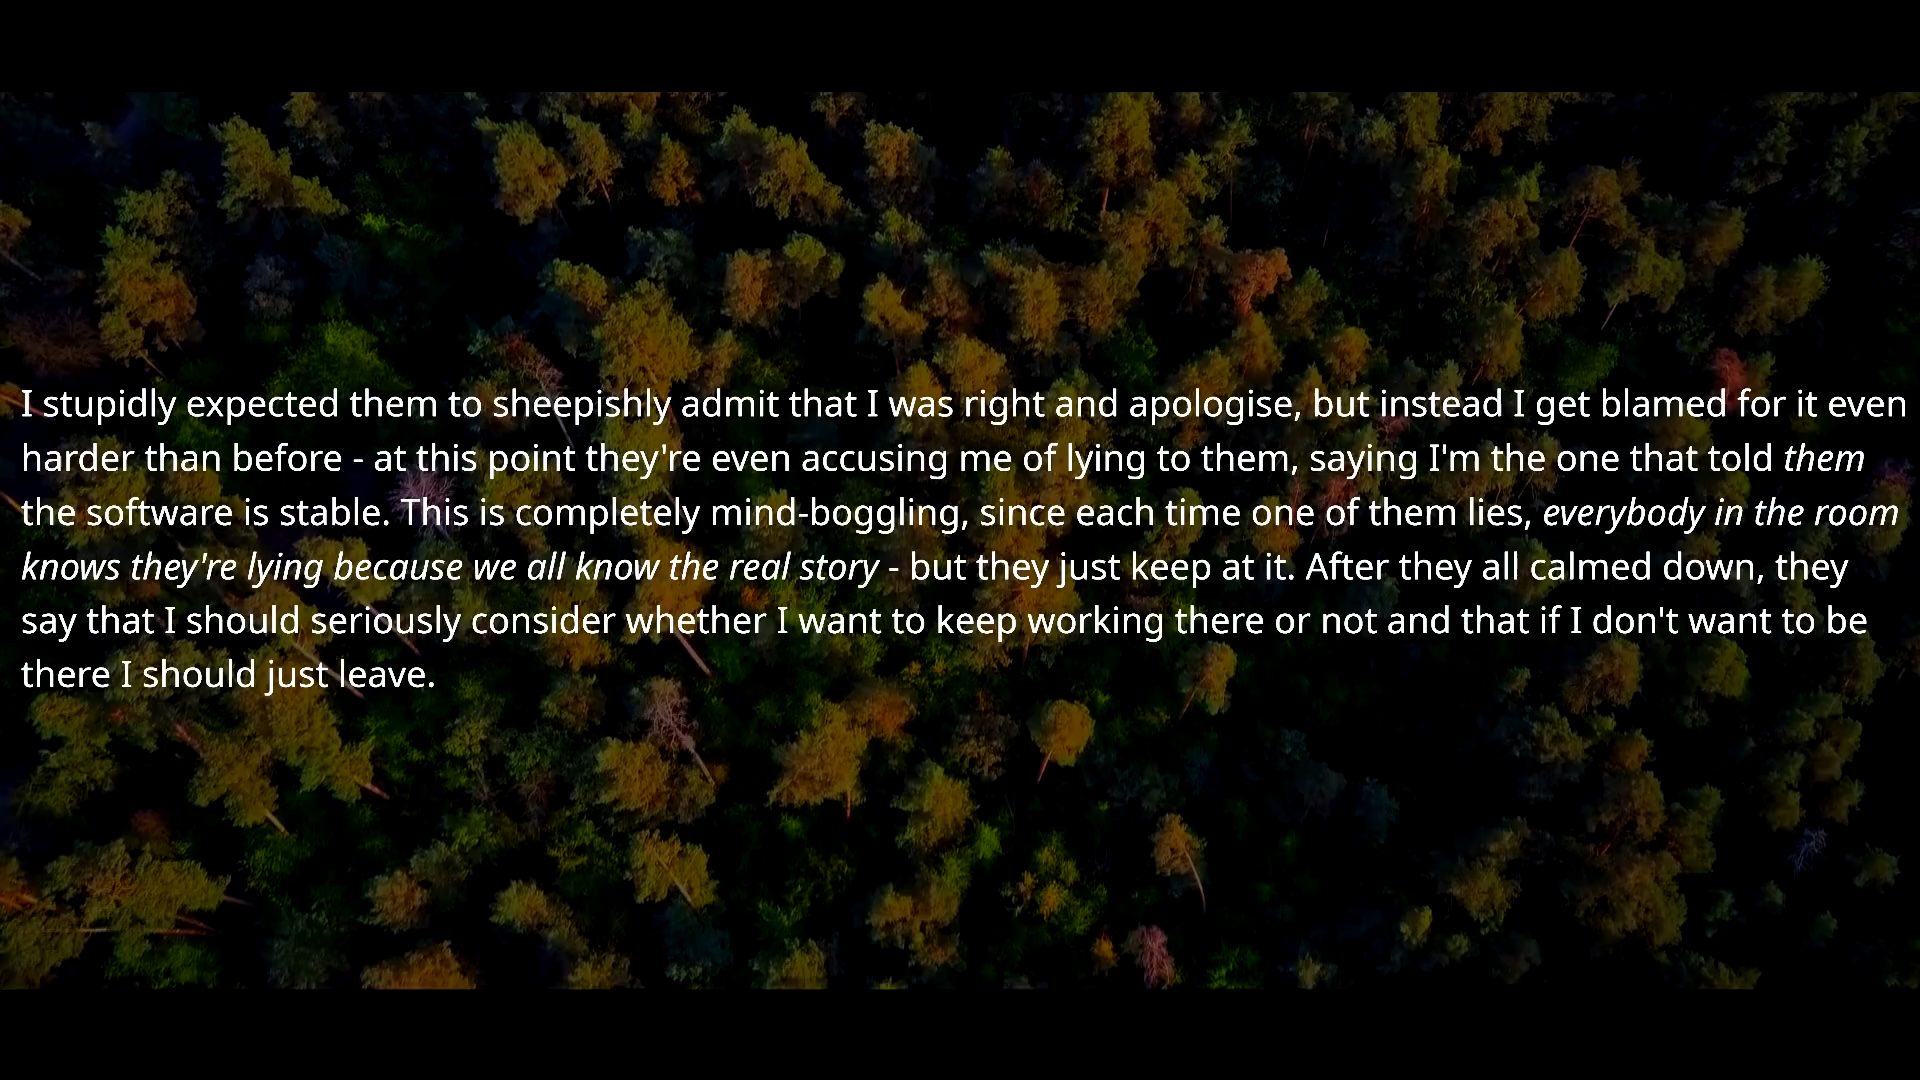 I stupidly expected them to sheepishly admit that I was right and apologise, but instead I get blamed for it even
harder than before - at this point they're even accusing me of lying to them, saying I'm the one that told them
the software is stable. This is completely mind-boggling, since each time one of them lies, everybody in the room
knows they're lying because we all know the real story - but they just keep at it. After they all calmed down, they
say that I should seriously consider whether I want to keep working there or not and that if I don't want to be
there I should just leave.